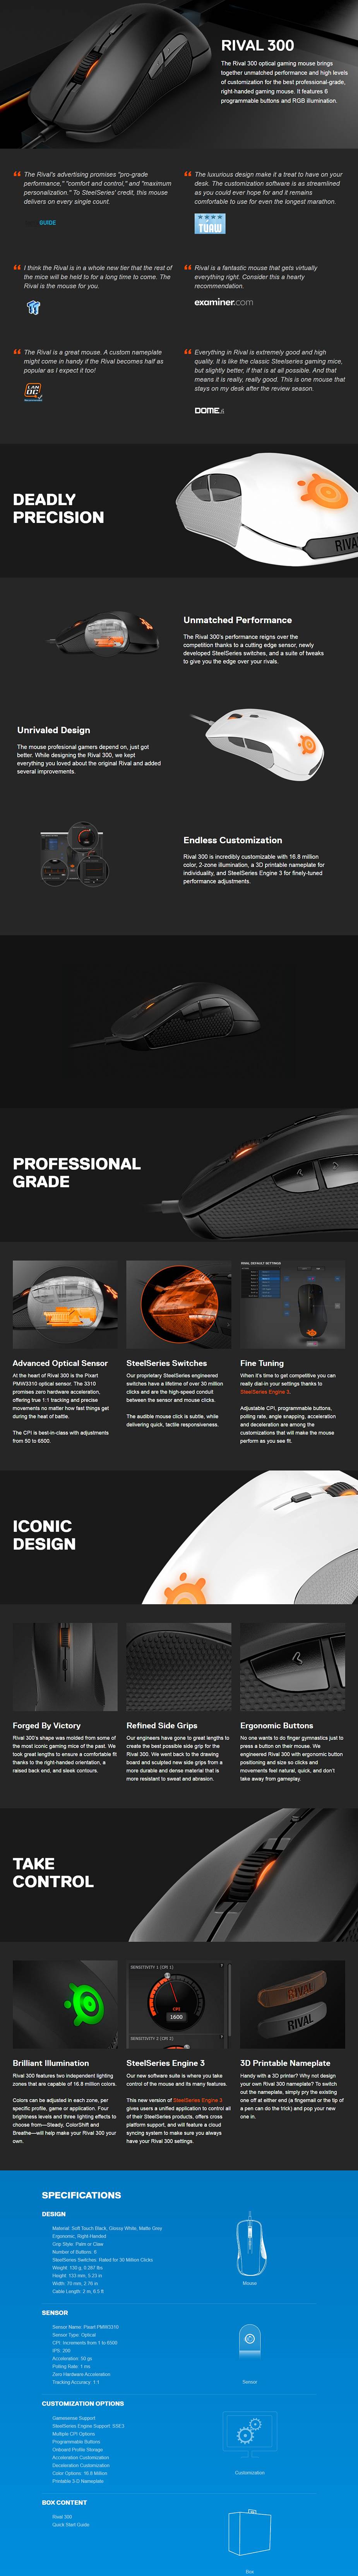 RIVAL 300
The Rival 300 optical gaming mouse brings
together unmatched performance and high levels
of customization for the best professional-grade,
right-handed gaming mouse. It features 6
programmable buttons and RGB illumination.
“ The Rival's advertising promises "pro-grade
performance," "comfort and control," and "maximum
personalization." To SteelSeries' credit, this mouse
delivers on every single count.
GUIDE
“ The luxurious design make it a treat to have on your
desk. The customization software is as streamlined
as you could ever hope for and it remains
comfortable to use for even the longest marathon.
TUAW
“ I think the Rival is in a whole new tier that the rest of
the mice will be held to for a long time to come. The
Rival is the mouse for you.
“ Rival is a fantastic mouse that gets virtually
everything right. Consider this a hearty
recommendation.
examiner.com
“ The Rival is a great mouse. A custom nameplate
might come in handy if the Rival becomes half as
popular as I expect it too!
LAN
OC
Recommended
“ Everything in Rival is extremely good and high
quality. It is like the classic Steelseries gaming mice,
but slightly better, if that is at all possible. And that
means it is really, really good. This is one mouse that
stays on my desk after the review season.
DOME.fi
DEADLY
PRECISION
RIVA
Unmatched Performance
The Rival 300's performance reigns over the
competition thanks to a cutting edge sensor, newly
developed SteelSeries switches, and a suite of tweaks
to give you the edge over your rivals.
Unrivaled Design
The mouse profesional gamers depend on, just got
better. While designing the Rival 300, we kept
everything you loved about the original Rival and added
several improvements.
Endless Customization
Rival 300 is incredibly customizable with 16.8 million
color, 2-zone illumination, a 3D printable nameplate for
individuality, and SteelSeries Engine 3 for finely-tuned
performance adjustments.
PROFESSIONAL
GRADE
RIVAL DEFAULT SETTINGS
Advanced Optical Sensor
At the heart of Rival 300 is the Pixart
PMW3310 optical sensor. The 3310
promises zero hardware acceleration,
offering true 1:1 tracking and precise
movements no matter how fast things get
during the heat of battle.
The CPI is best-in-class with adjustments
from 50 to 6500.
SteelSeries Switches
Our proprietary SteelSeries engineered
switches have a lifetime of over 30 million
clicks and are the high-speed conduit
between the sensor and mouse clicks.
The audible mouse click is subtle, while
delivering quick, tactile responsiveness.
Fine Tuning
When it's time to get competitive you can
really dial-in your settings thanks to
SteelSeries Engine 3.
Adjustable CPI, programmable buttons,
polling rate, angle snapping, acceleration
and deceleration are among the
customizations that will make the mouse
perform as you see fit.
ICONIC
DESIGN
Forged By Victory
Rival 300's shape was molded from some of
the most iconic gaming mice of the past. We
took great lengths to ensure a comfortable fit
thanks to the right-handed orientation, a
raised back end, and sleek contours.
Refined Side Grips
Our engineers have gone to great lengths to
create the best possible side grip for the
Rival 300. We went back to the drawing
board and sculpted new side grips from a
more durable and dense material that is
more resistant to sweat and abrasion.
Ergonomic Buttons
No one wants to do finger gymnastics just to
press a button on their mouse. We
engineered Rival 300 with ergonomic button
positioning and size so clicks and
movements feel natural, quick, and don't
take away from gameplay.
TAKE
CONTROL
SENSITIVITY 1 (CPI 1)
CPI
1600
SENSITIVITY 2 (CPI 2)
RIVAL
RIVAL
Brilliant Illumination
Rival 300 features two independent lighting
zones that are capable of 16.8 million colors.
Colors can be adjusted in each zone, per
specific profile, game or application. Four
brightness levels and three lighting effects to
choose from—Steady, ColorShift and
Breathe—will help make your Rival 300 your
own.
SteelSeries Engine 3
Our new software suite is where you take
control of the mouse and its many features.
This new version of SteelSeries Engine 3
gives users a unified application to control all
of their SteelSeries products, offers cross
platform support, and will feature a cloud
syncing system to make sure you always
have your Rival 300 settings.
3D Printable Nameplate
Handy with a 3D printer? Why not design
your own Rival 300 nameplate? To switch
out the nameplate, simply pry the existing
one off at either end (a fingernail or the tip of
a pen can do the trick) and pop your new
one in.
SPECIFICATIONS
DESIGN
Material: Soft Touch Black, Glossy White, Matte Grey
Ergonomic, Right-Handed
Grip Style: Palm or Claw
Number of Buttons: 6
SteelSeries Switches: Rated for 30 Million Clicks
Weight: 130 g, 0.287 lbs
Height: 133 mm, 5.23 in
Width: 70 mm, 2.76 in
Cable Length: 2 m, 6.5 ft
Mouse
SENSOR
Sensor Name: Pixart PMW3310
Sensor Type: Optical
CPI: Increments from 1 to 6500
IPS: 200
Acceleration: 50 gs
Polling Rate: 1 ms
Zero Hardware Acceleration
Tracking Accuracy: 1:1
Sensor
CUSTOMIZATION OPTIONS
Gamesense Support
SteelSeries Engine Support: SSE3
Multiple CPI Options
Programmable Buttons
Onboard Profile Storage
Acceleration Customization
Deceleration Customization
Color Options: 16.8 Million
Printable 3-D Nameplate
Customization
BOX CONTENT
Rival 300
Quick Start Guide
Box